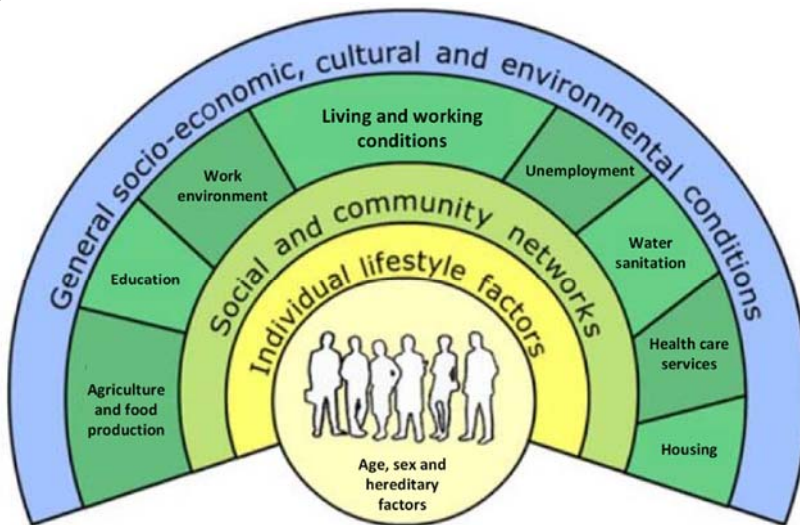 General socio-economic, cultural and environmental conditions
Living and working
conditions
Work
environment
Unemployment
Education
Water
sanitation
Agriculture
and food
production
Health care
services
Housing
Social and community networks
Individual lifestyle factors
Age, sex and
hereditary
factors